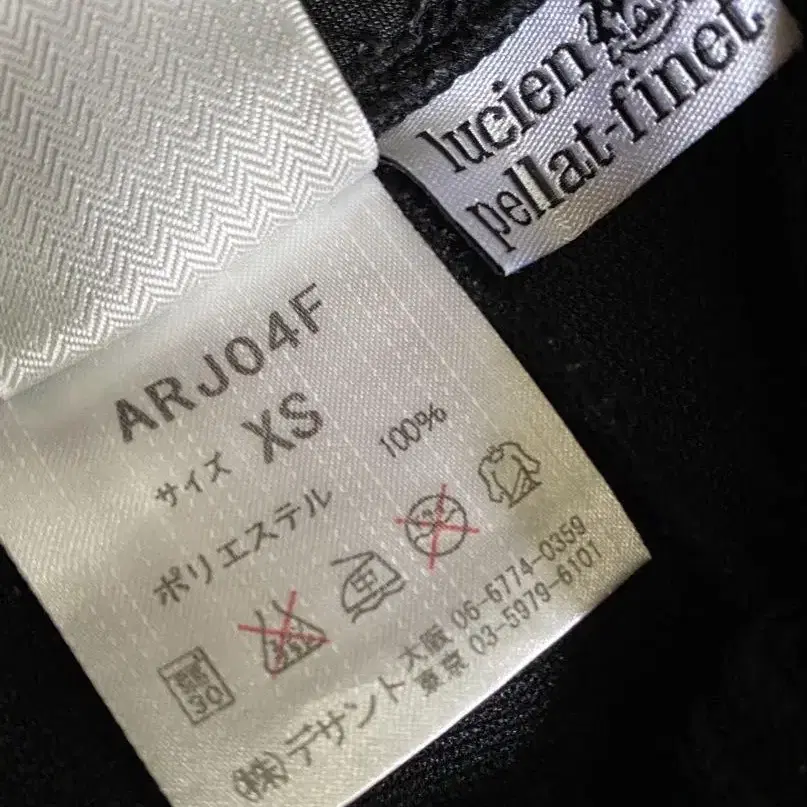 lucien
pellat-finet
ARJ04F
サイズ XS
ポリエステル 100%
30
(株)デサント 大阪 06-6774-0359
東京 03-5979-6101